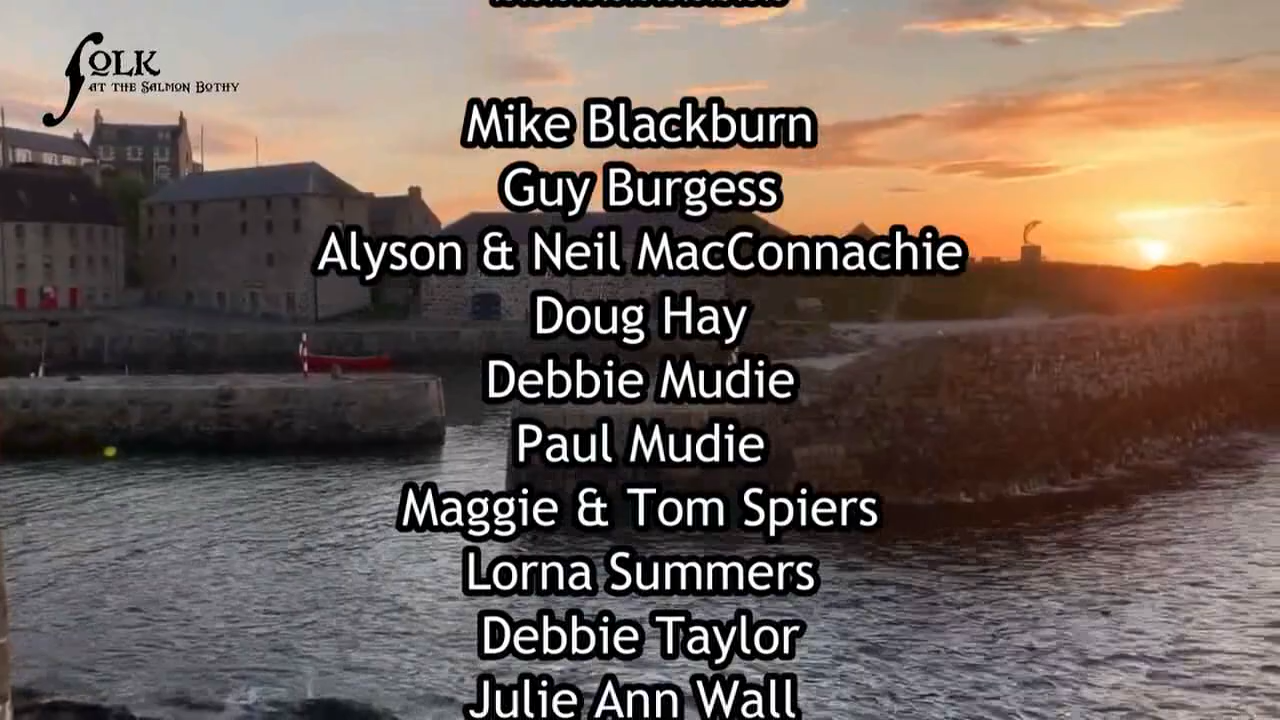 FOLK
AT THE SALMON BOTHY
Mike Blackburn
Guy Burgess
Alyson & Neil MacConnachie
Doug Hay
Debbie Mudie
Paul Mudie
Maggie & Tom Spiers
Lorna Summers
Debbie Taylor
Julie Ann Wall